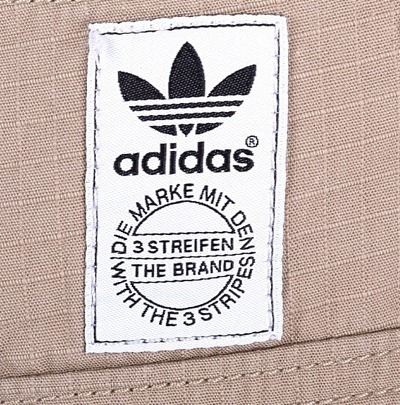 adidas®
DIE MARKE MIT DEN
3 STREIFEN
THE BRAND
WITH THE 3 STRIPES